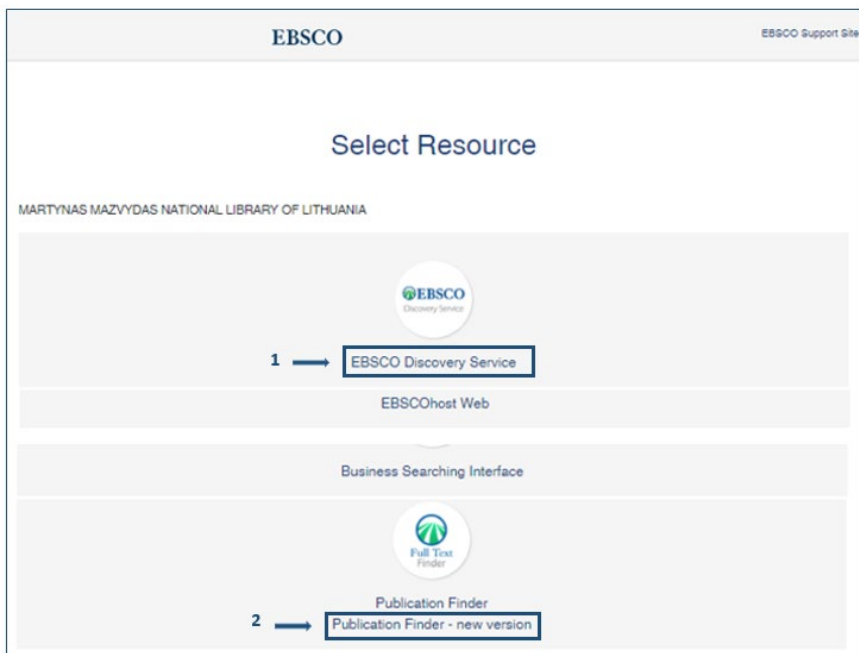 EBSCO
EBSCO Support Site
Select Resource
MARTYNAS MAZVYDAS NATIONAL LIBRARY OF LITHUANIA
EBSCO
Discovery Service
1
EBSCO Discovery Service
EBSCOhost Web
Business Searching Interface
Full Text
Finder
Publication Finder
2
Publication Finder - new version